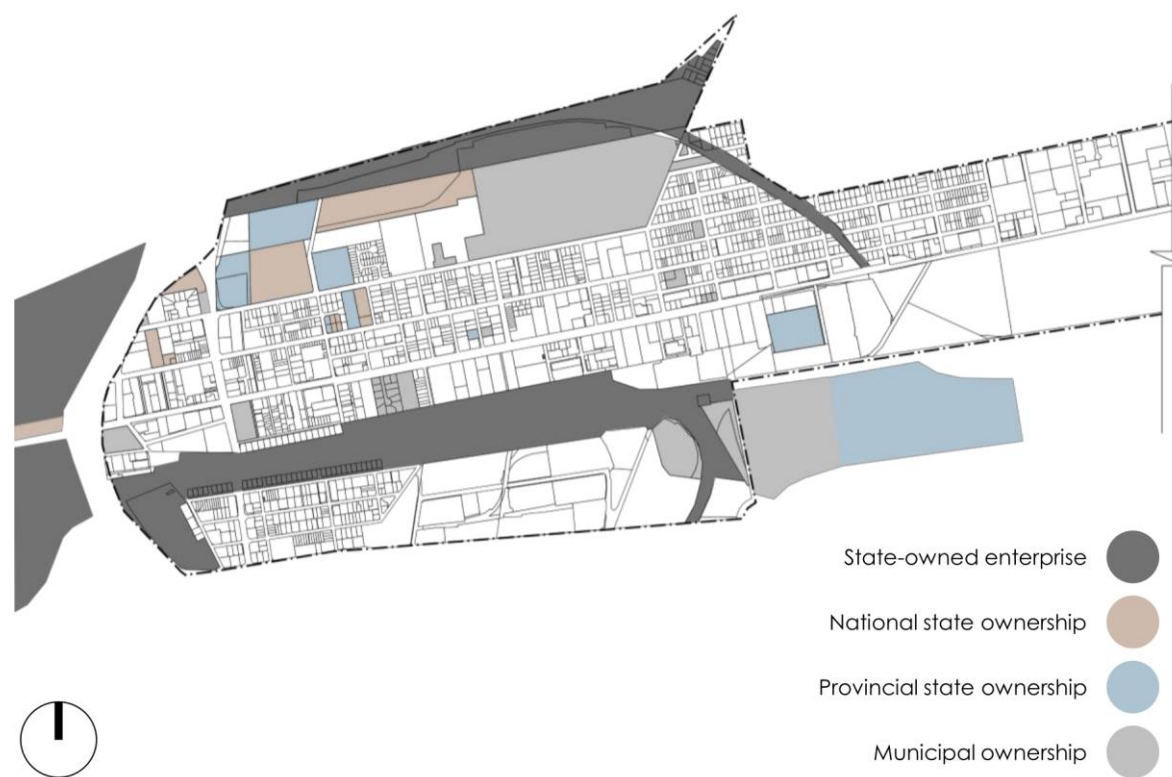 State-owned enterprise
National state ownership
Provincial state ownership
Municipal ownership